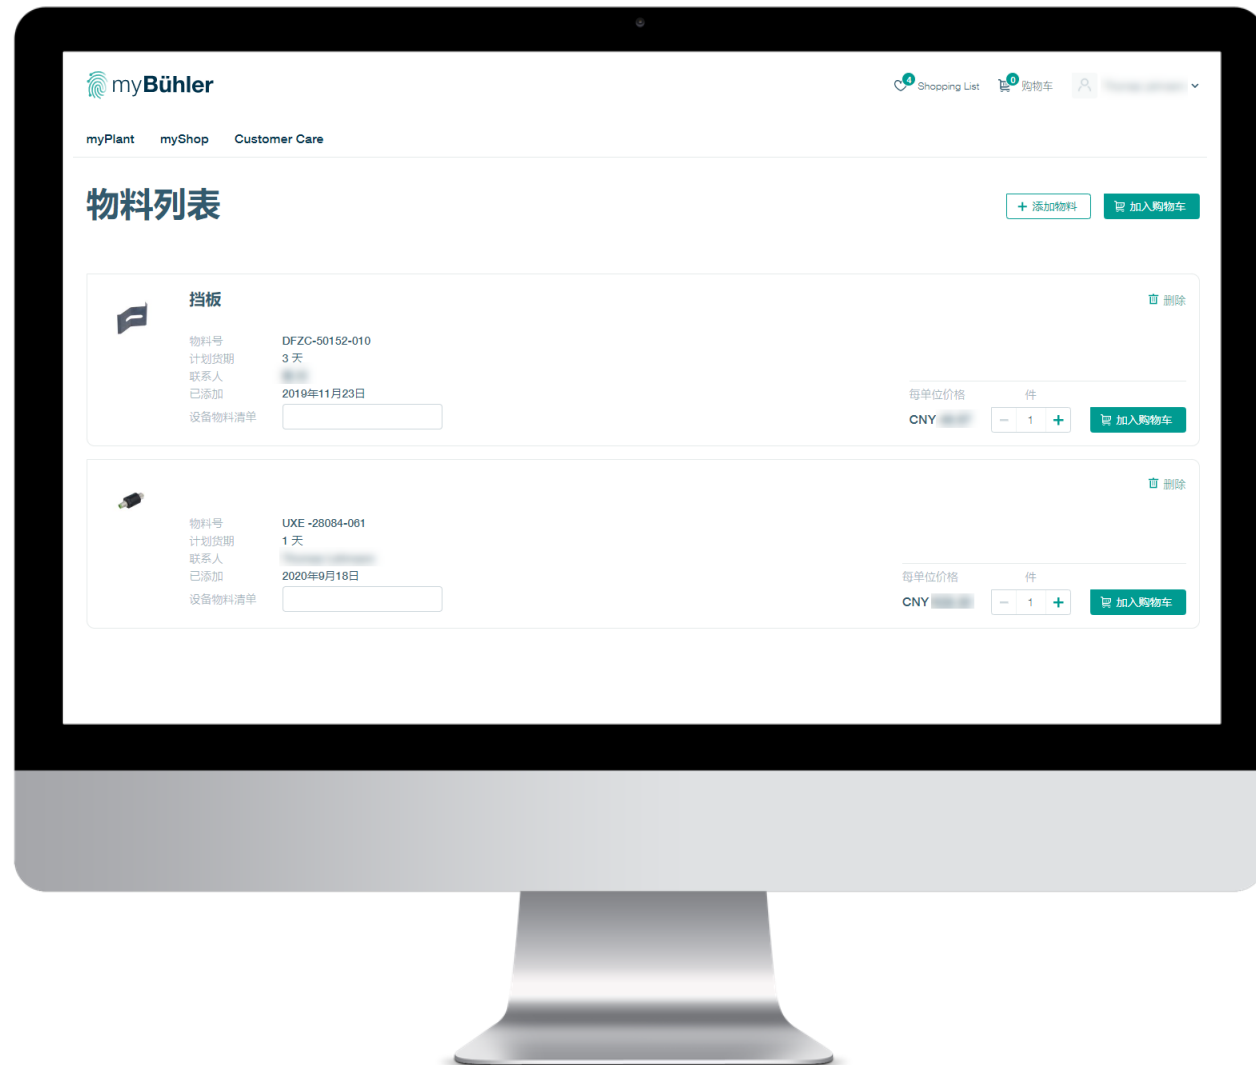 myBühler
4 Shopping List 0 购物车
myPlant myShop Customer Care
物料列表
+ 添加物料 加入购物车
挡板
删除
物料号 DFZC-50152-010
计划货期 3 天
联系人
已添加 2019年11月23日
设备物料清单
每单位价格 件
CNY − 1 + 加入购物车
删除
物料号 UXE -28084-061
计划货期 1 天
联系人
已添加 2020年9月18日
设备物料清单
每单位价格 件
CNY − 1 + 加入购物车